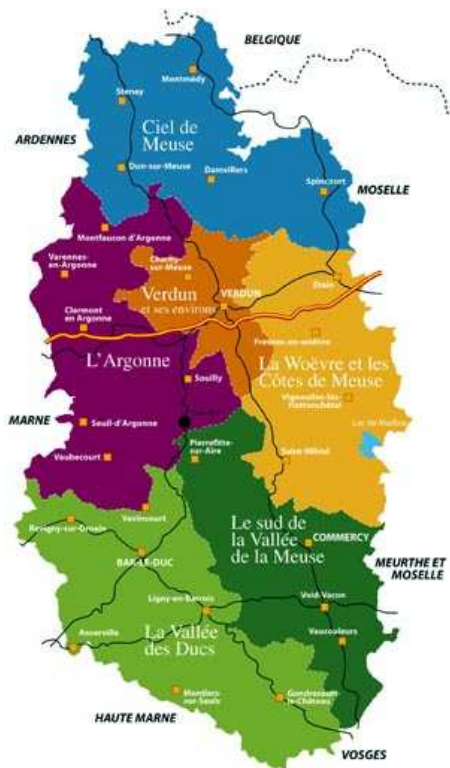 BELGIQUE
Montmédy
Stenay
Ciel de
Meuse
ARDENNES
Dun-sur-Meuse
Damvillers
Spincourt
MOSELLE
Montfaucon d'Argonne
Varennes-
en-Argonne
Charny
-sur-Meuse
Etain
Verdun
et ses environs
VERDUN
Clermont
en Argonne
Fresnes-en-woëvre
L'Argonne
La Woëvre et les
Côtes de Meuse
Souilly
Vigneulles-lès-
Hattonchâtel
MARNE
Seuil-d'Argonne
Lac de Madine
Vaubecourt
Pierrefitte-
sur-Aire
Saint-Mihiel
Vavincourt
Revigny-sur-Ornain
Le sud de
la Vallée
de la Meuse
COMMERCY
BAR-LE-DUC
MEURTHE ET
MOSELLE
Ligny-en-Barrois
Void-Vacon
Ancerville
La Vallée
des Ducs
Vaucouleurs
Montiers-
sur-Saulx
Gondrecourt
-le-Château
HAUTE MARNE
VOSGES